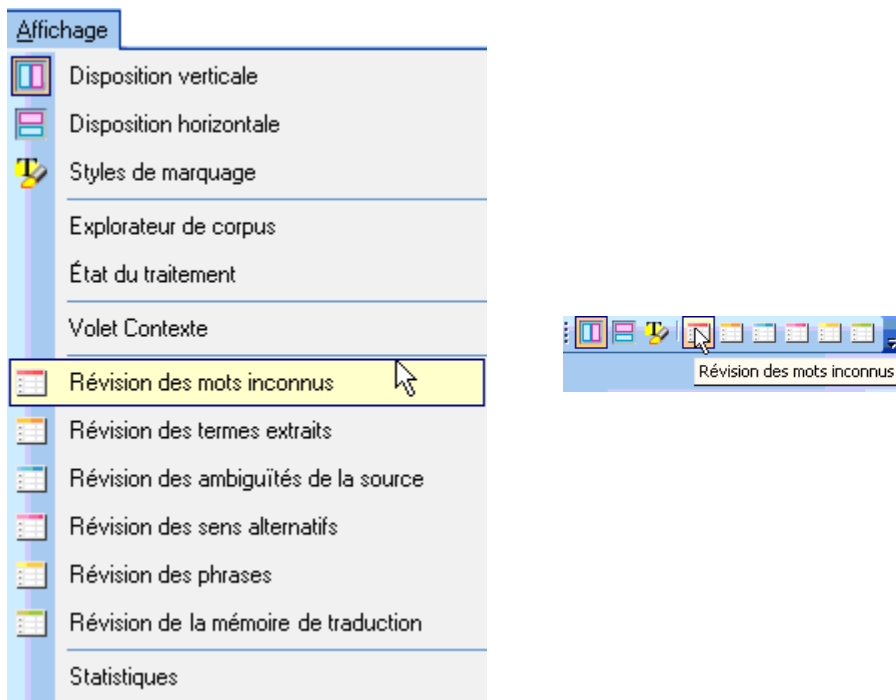 Affichage
Disposition verticale
Disposition horizontale
Styles de marquage
Explorateur de corpus
État du traitement
Volet Contexte
Révision des mots inconnus
Révision des termes extraits
Révision des ambiguïtés de la source
Révision des sens alternatifs
Révision des phrases
Révision de la mémoire de traduction
Statistiques
Révision des mots inconnus